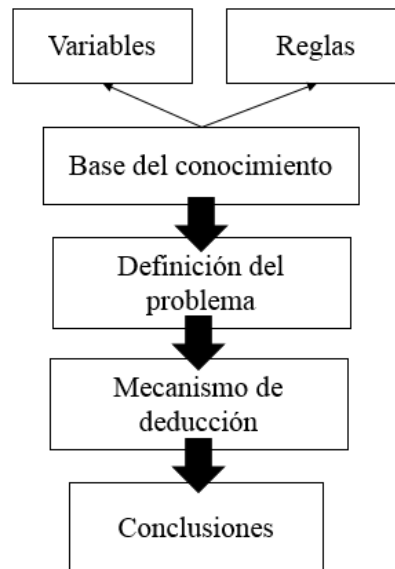 Variables
Reglas
Base del conocimiento
Definición del
problema
Mecanismo de
deducción
Conclusiones